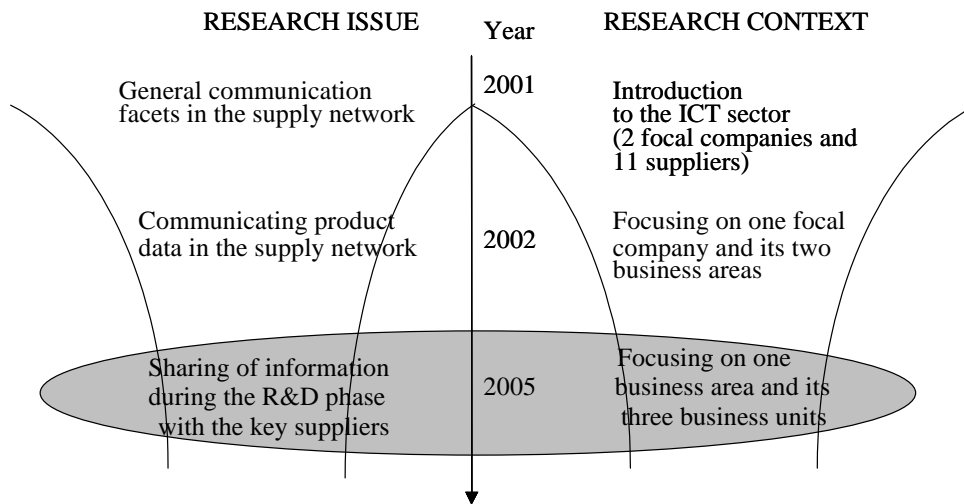 RESEARCH ISSUE
Year
RESEARCH CONTEXT
General communication
facets in the supply network
2001
Introduction
to the ICT sector
(2 focal companies and
11 suppliers)
Communicating product
data in the supply network
2002
Focusing on one focal
company and its two
business areas
Sharing of information
during the R&D phase
with the key suppliers
2005
Focusing on one
business area and its
three business units